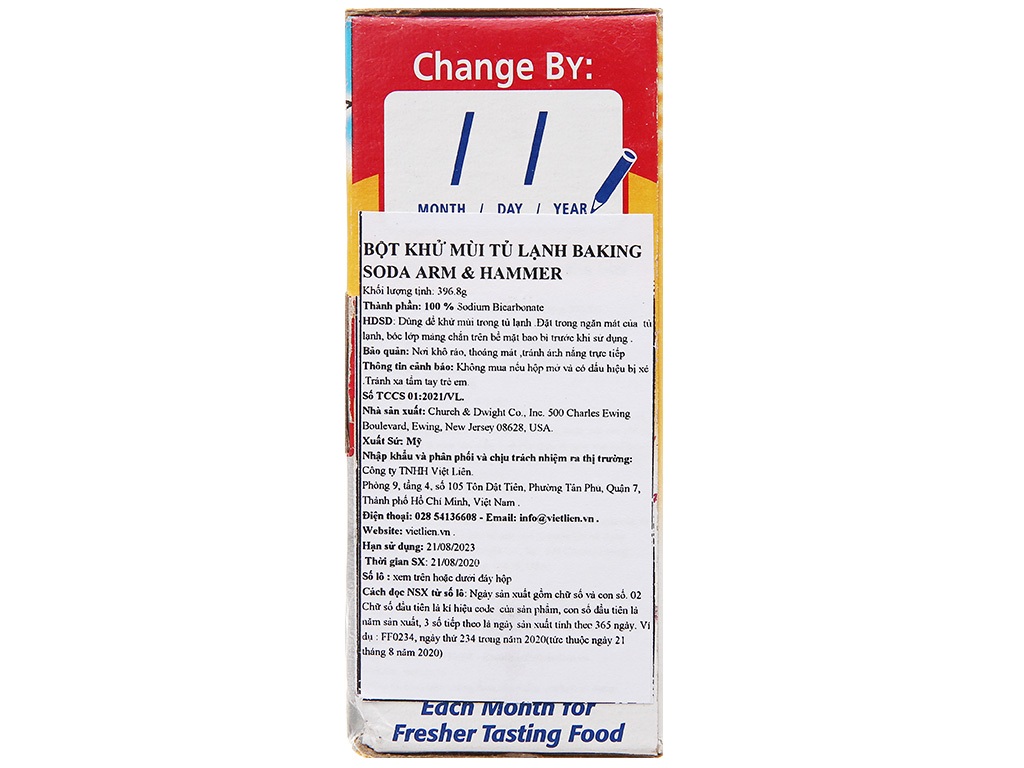 Change By:
/ /
MONTH / DAY / YEAR
BỘT KHỬ MÙI TỦ LẠNH BAKING
SODA ARM & HAMMER
Khối lượng tịnh: 396.8g
Thành phần: 100 % Sodium Bicarbonate
HDSD: Dùng để khử mùi trong tủ lạnh .Đặt trong ngăn mát của tủ
lạnh, bóc lớp màng chắn trên bề mặt bao bì trước khi sử dụng .
Bảo quản: Nơi khô ráo, thoáng mát ,tránh ánh nắng trực tiếp
Thông tin cảnh báo: Không mua nếu hộp mở và có dấu hiệu bị xé
.Tránh xa tầm tay trẻ em.
Số TCCS 01:2021/VL.
Nhà sản xuất: Church & Dwight Co., Inc. 500 Charles Ewing
Boulevard, Ewing, New Jersey 08628, USA.
Xuất Sứ: Mỹ
Nhập khẩu và phân phối và chịu trách nhiệm ra thị trường:
Công ty TNHH Việt Liên.
Phòng 9, tầng 4, số 105 Tôn Dật Tiên, Phường Tân Phú, Quận 7,
Thành phố Hồ Chí Minh, Việt Nam .
Điện thoại: 028 54136608 - Email: info@vietlien.vn .
Website: vietlien.vn .
Hạn sử dụng: 21/08/2023
Thời gian SX: 21/08/2020
Số lô : xem trên hoặc dưới đáy hộp
Cách đọc NSX từ số lô: Ngày sản xuất gồm chữ số và con số. 02
Chữ số đầu tiên là kí hiệu code của sản phẩm, con số đầu tiên là
năm sản xuất, 3 số tiếp theo là ngày sản xuất tính theo 365 ngày. Ví
dụ : FF0234, ngày thứ 234 trong năm 2020(tức thuộc ngày 21
tháng 8 năm 2020)
Each Month for
Fresher Tasting Food